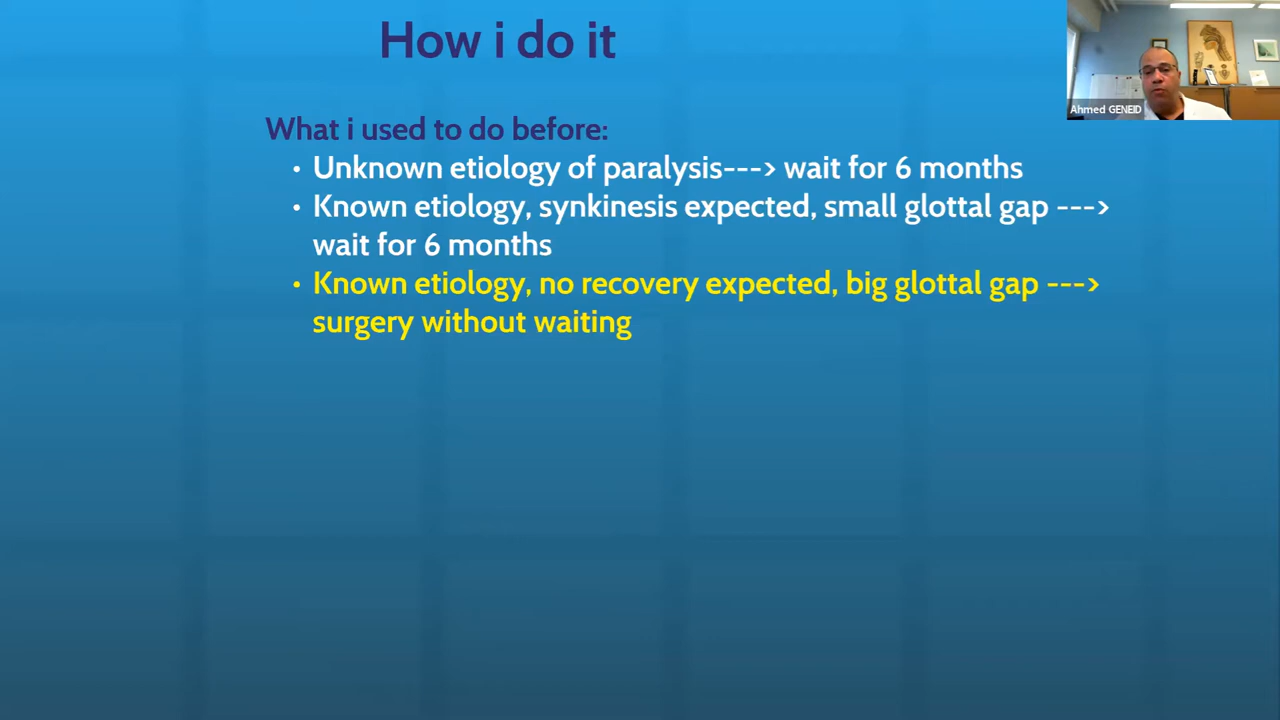 How i do it
Ahmed GENEID
What i used to do before:
• Unknown etiology of paralysis---> wait for 6 months
• Known etiology, synkinesis expected, small glottal gap --->
wait for 6 months
• Known etiology, no recovery expected, big glottal gap --->
surgery without waiting